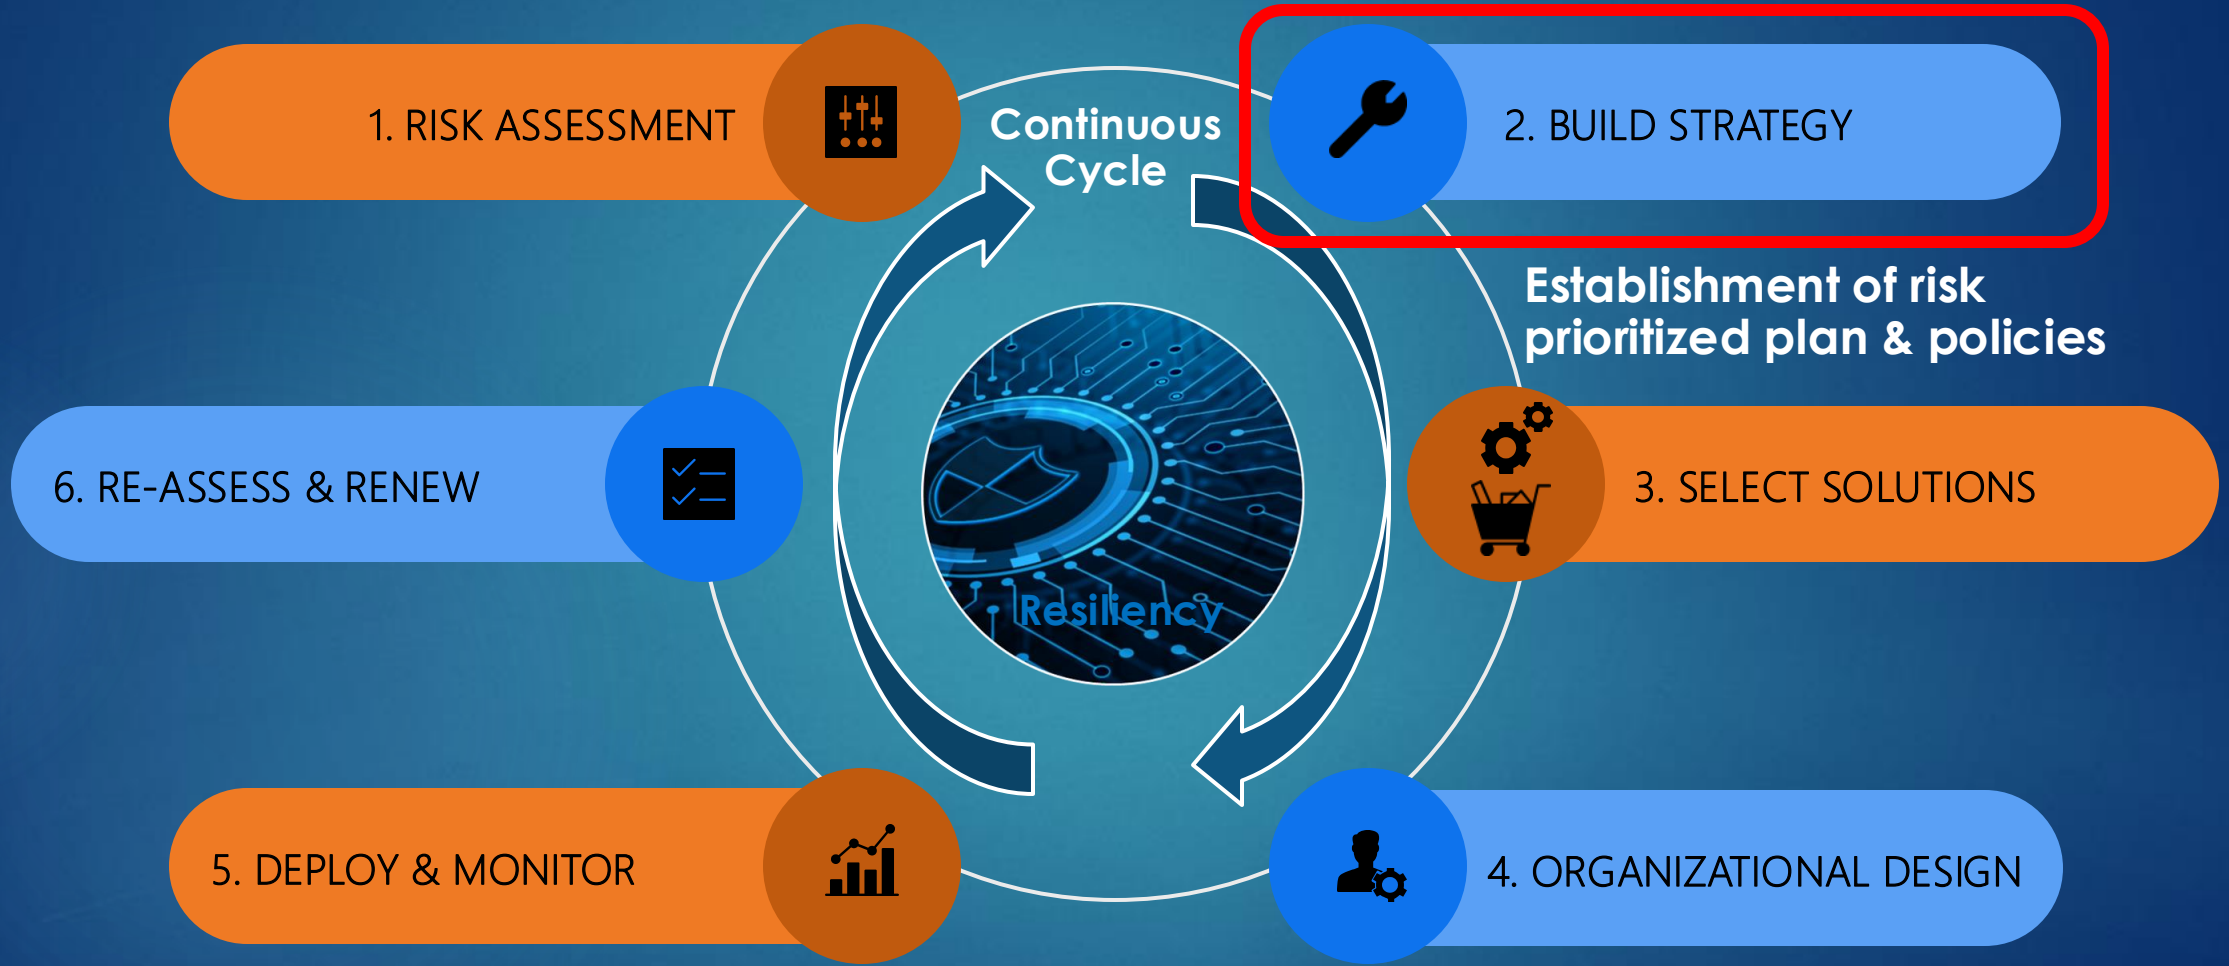 1. RISK ASSESSMENT
Continuous
Cycle
2. BUILD STRATEGY
Establishment of risk
prioritized plan & policies
3. SELECT SOLUTIONS
4. ORGANIZATIONAL DESIGN
5. DEPLOY & MONITOR
6. RE-ASSESS & RENEW
Resiliency